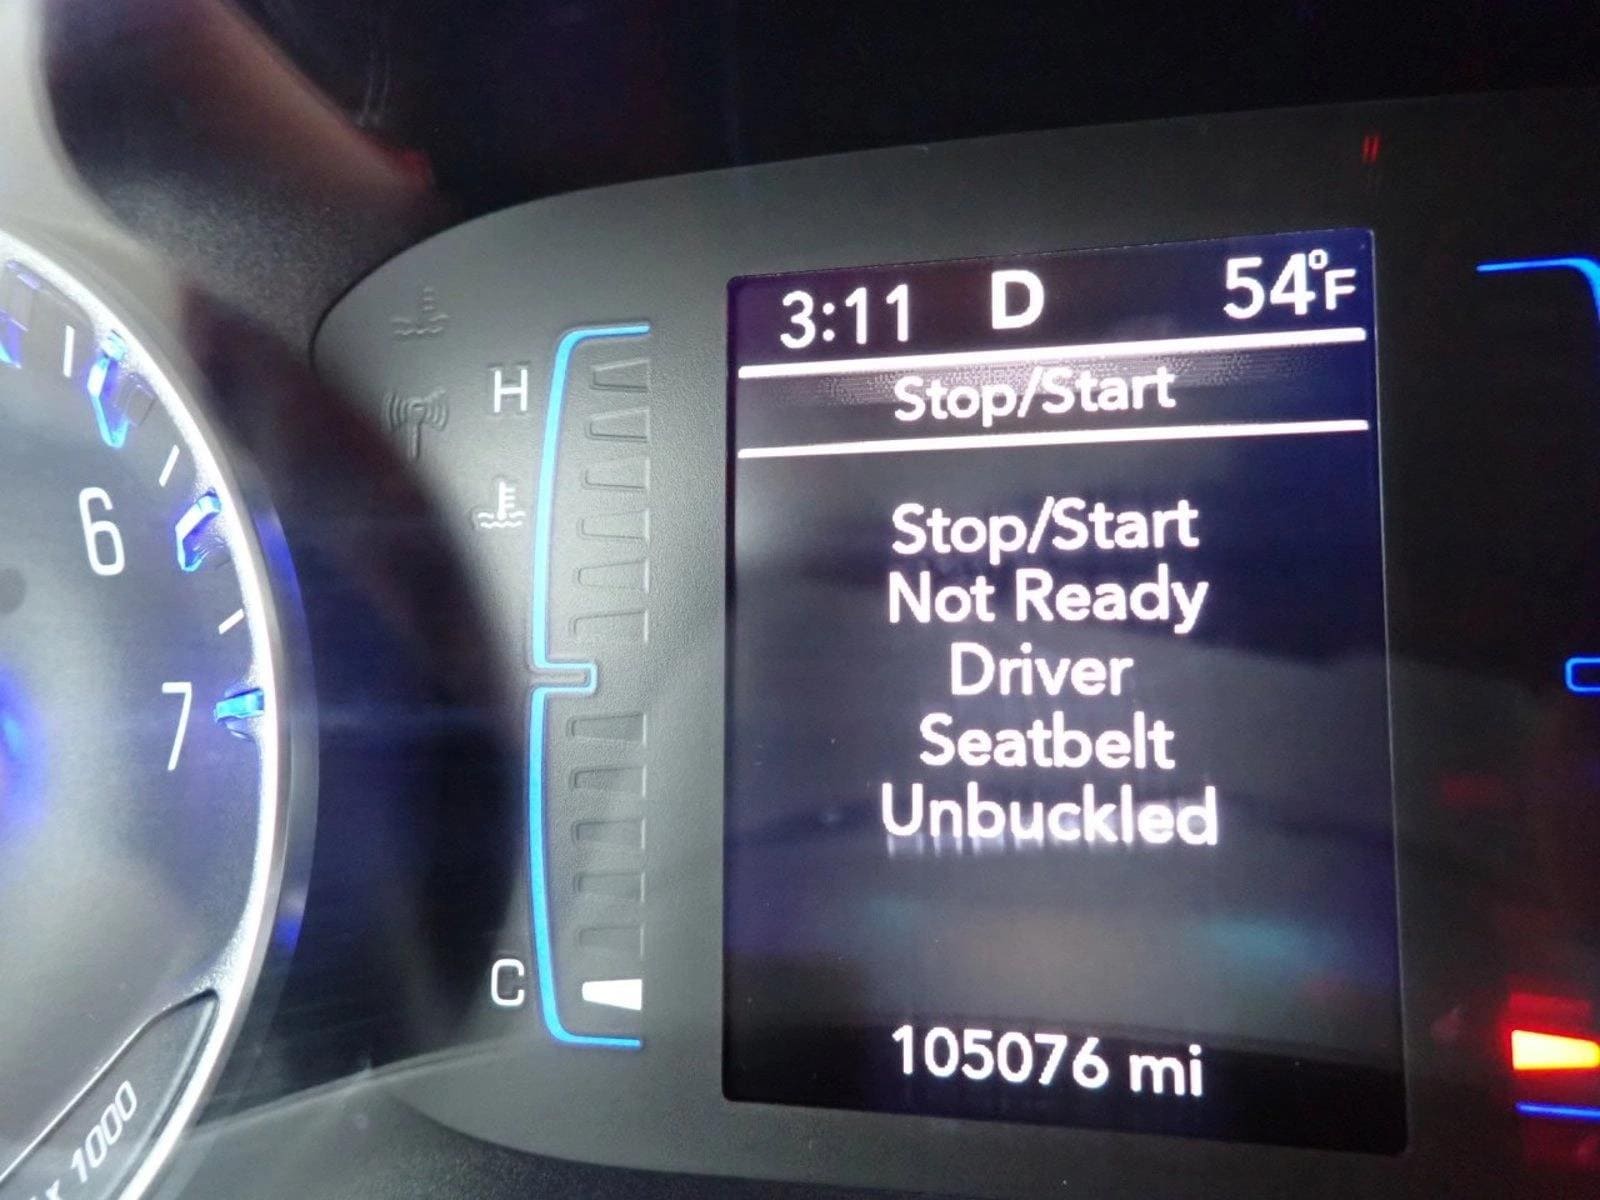 3:11 D 54°F
Stop/Start
Stop/Start
Not Ready
Driver
Seatbelt
Unbuckled
105076 mi
H
C
6
7
x 1000